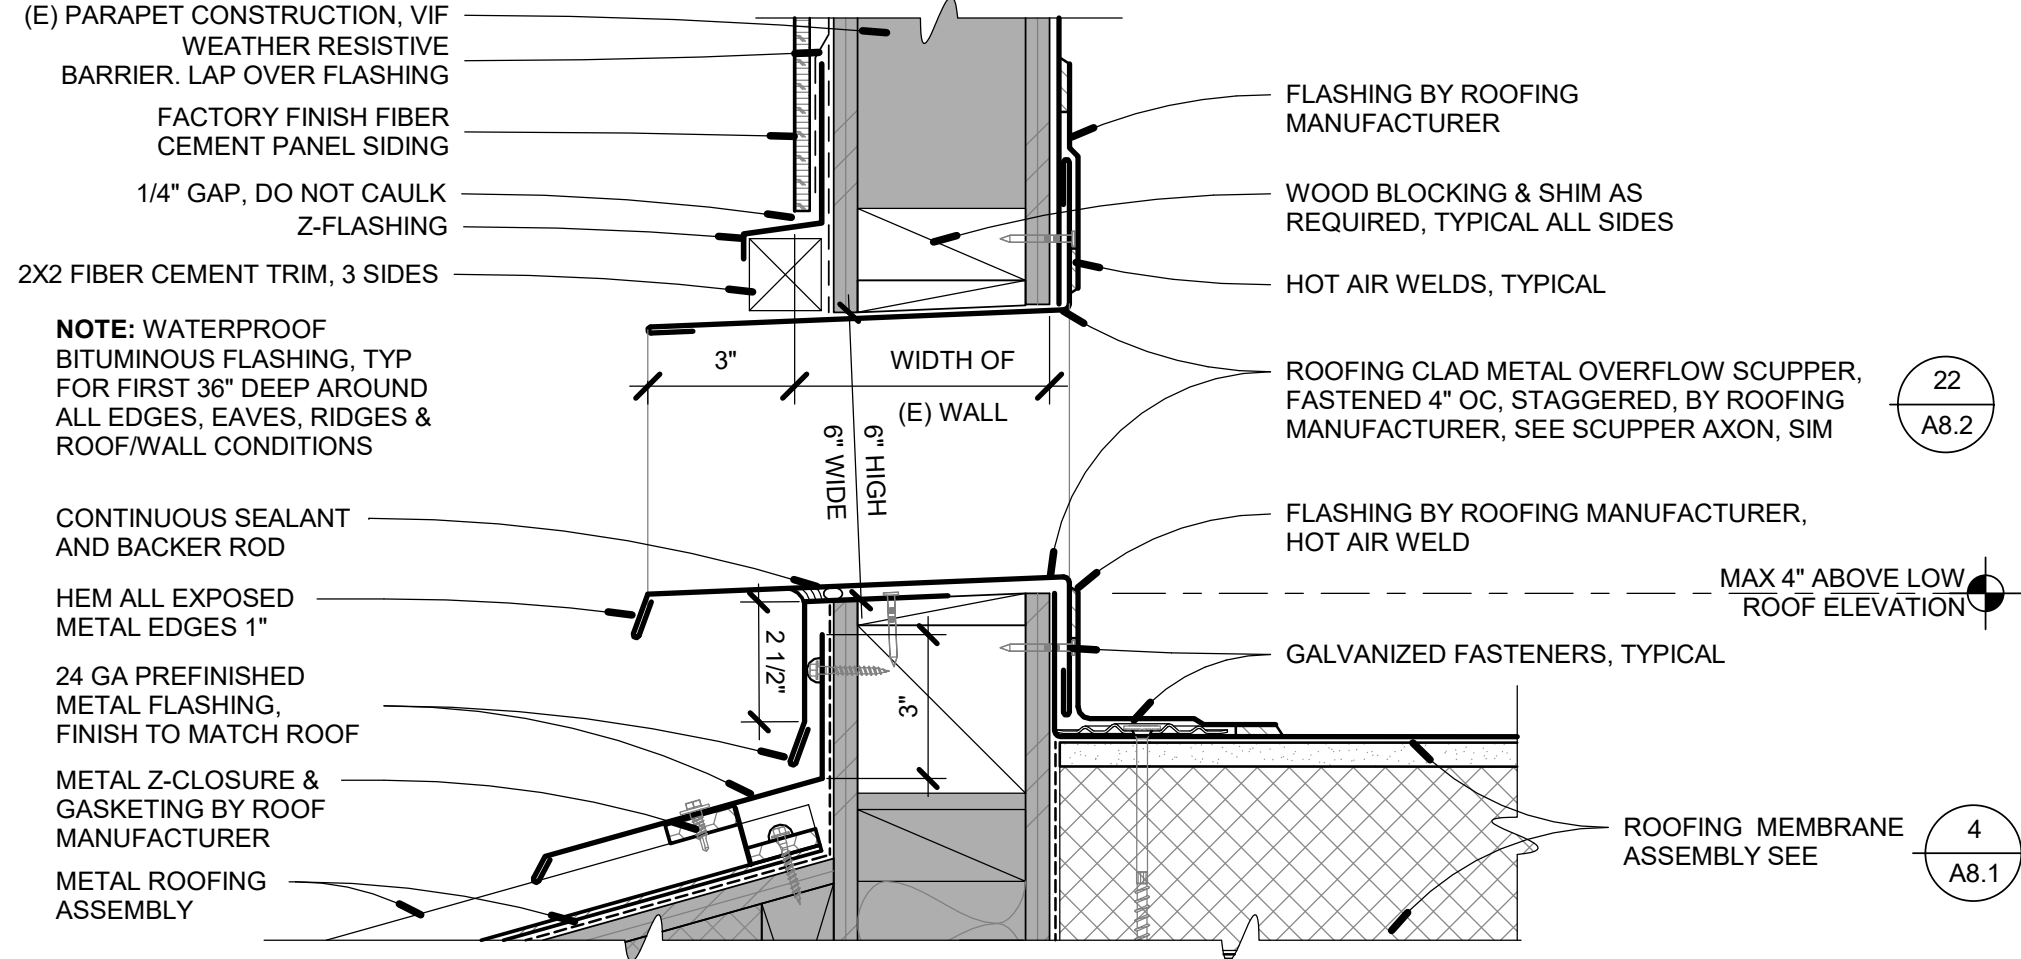 (E) PARAPET CONSTRUCTION, VIF
WEATHER RESISTIVE
BARRIER. LAP OVER FLASHING
FACTORY FINISH FIBER
CEMENT PANEL SIDING
1/4" GAP, DO NOT CAULK
Z-FLASHING
2X2 FIBER CEMENT TRIM, 3 SIDES
NOTE: WATERPROOF
BITUMINOUS FLASHING, TYP
FOR FIRST 36" DEEP AROUND
ALL EDGES, EAVES, RIDGES &
ROOF/WALL CONDITIONS
CONTINUOUS SEALANT
AND BACKER ROD
HEM ALL EXPOSED
METAL EDGES 1"
24 GA PREFINISHED
METAL FLASHING,
FINISH TO MATCH ROOF
METAL Z-CLOSURE &
GASKETING BY ROOF
MANUFACTURER
METAL ROOFING
ASSEMBLY
3"
WIDTH OF
(E) WALL
6" WIDE
6" HIGH
2 1/2"
3"
FLASHING BY ROOFING
MANUFACTURER
WOOD BLOCKING & SHIM AS
REQUIRED, TYPICAL ALL SIDES
HOT AIR WELDS, TYPICAL
ROOFING CLAD METAL OVERFLOW SCUPPER,
FASTENED 4" OC, STAGGERED, BY ROOFING
MANUFACTURER, SEE SCUPPER AXON, SIM
22
A8.2
FLASHING BY ROOFING MANUFACTURER,
HOT AIR WELD
MAX 4" ABOVE LOW
ROOF ELEVATION
GALVANIZED FASTENERS, TYPICAL
ROOFING MEMBRANE
ASSEMBLY SEE
4
A8.1